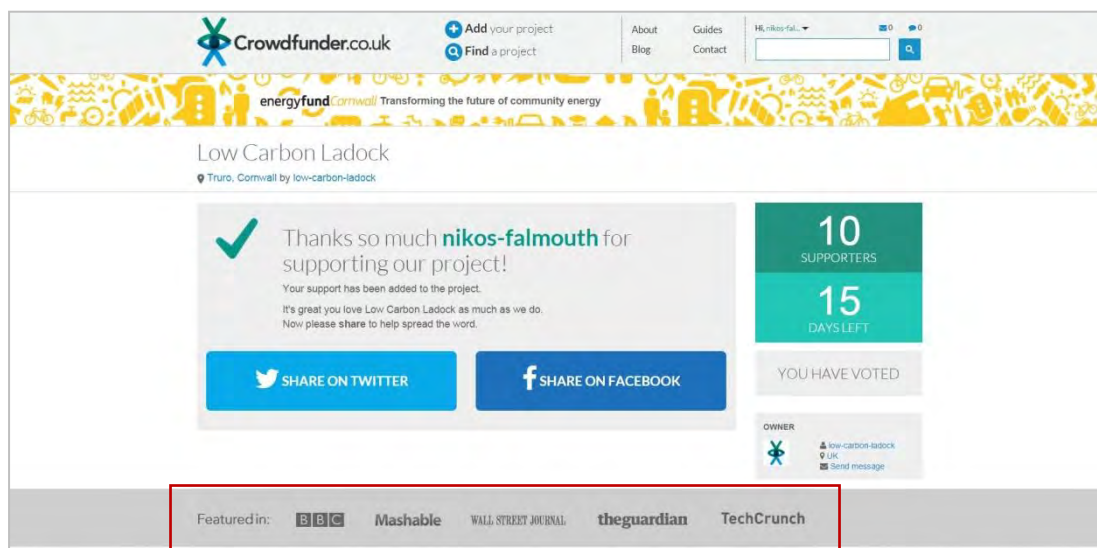 Crowdfunder.co.uk
Add your project
Find a project
About
Guides
Blog
Contact
Hi, nikos-fal...
0
0
energyfund Cornwall Transforming the future of community energy
Low Carbon Ladock
Truro, Cornwall by low-carbon-ladock
Thanks so much nikos-falmouth for
supporting our project!
Your support has been added to the project.
It's great you love Low Carbon Ladock as much as we do.
Now please share to help spread the word.
SHARE ON TWITTER
SHARE ON FACEBOOK
10
SUPPORTERS
15
DAYS LEFT
YOU HAVE VOTED
OWNER
low-carbon-ladock
UK
Send message
Featured in:
BBC
Mashable
WALL STREET JOURNAL
theguardian
TechCrunch